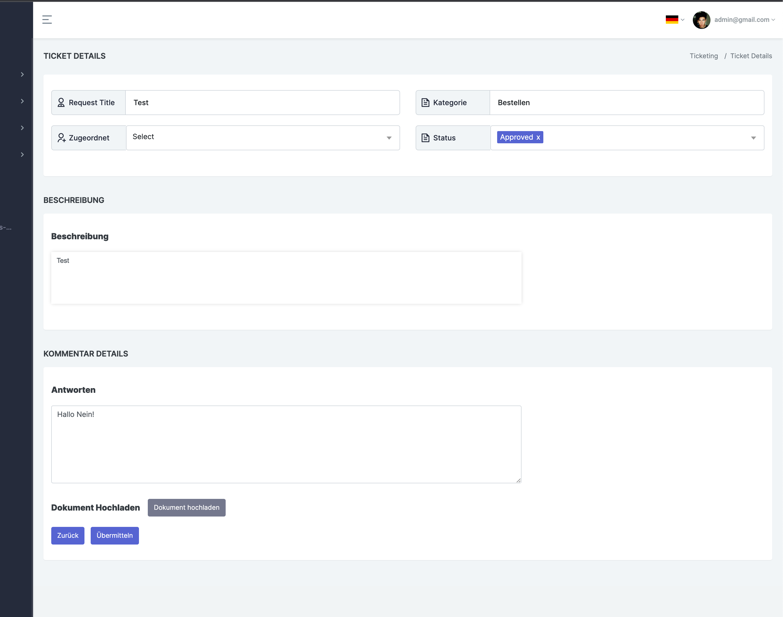 admin@gmail.com
TICKET DETAILS
Ticketing / Ticket Details
Request Title Test
Kategorie Bestellen
Zugeordnet Select
Status Approved x
s-...
BESCHREIBUNG
Beschreibung
Test
KOMMENTAR DETAILS
Antworten
Hallo Nein!
Dokument Hochladen Dokument hochladen
Zurück Übermitteln